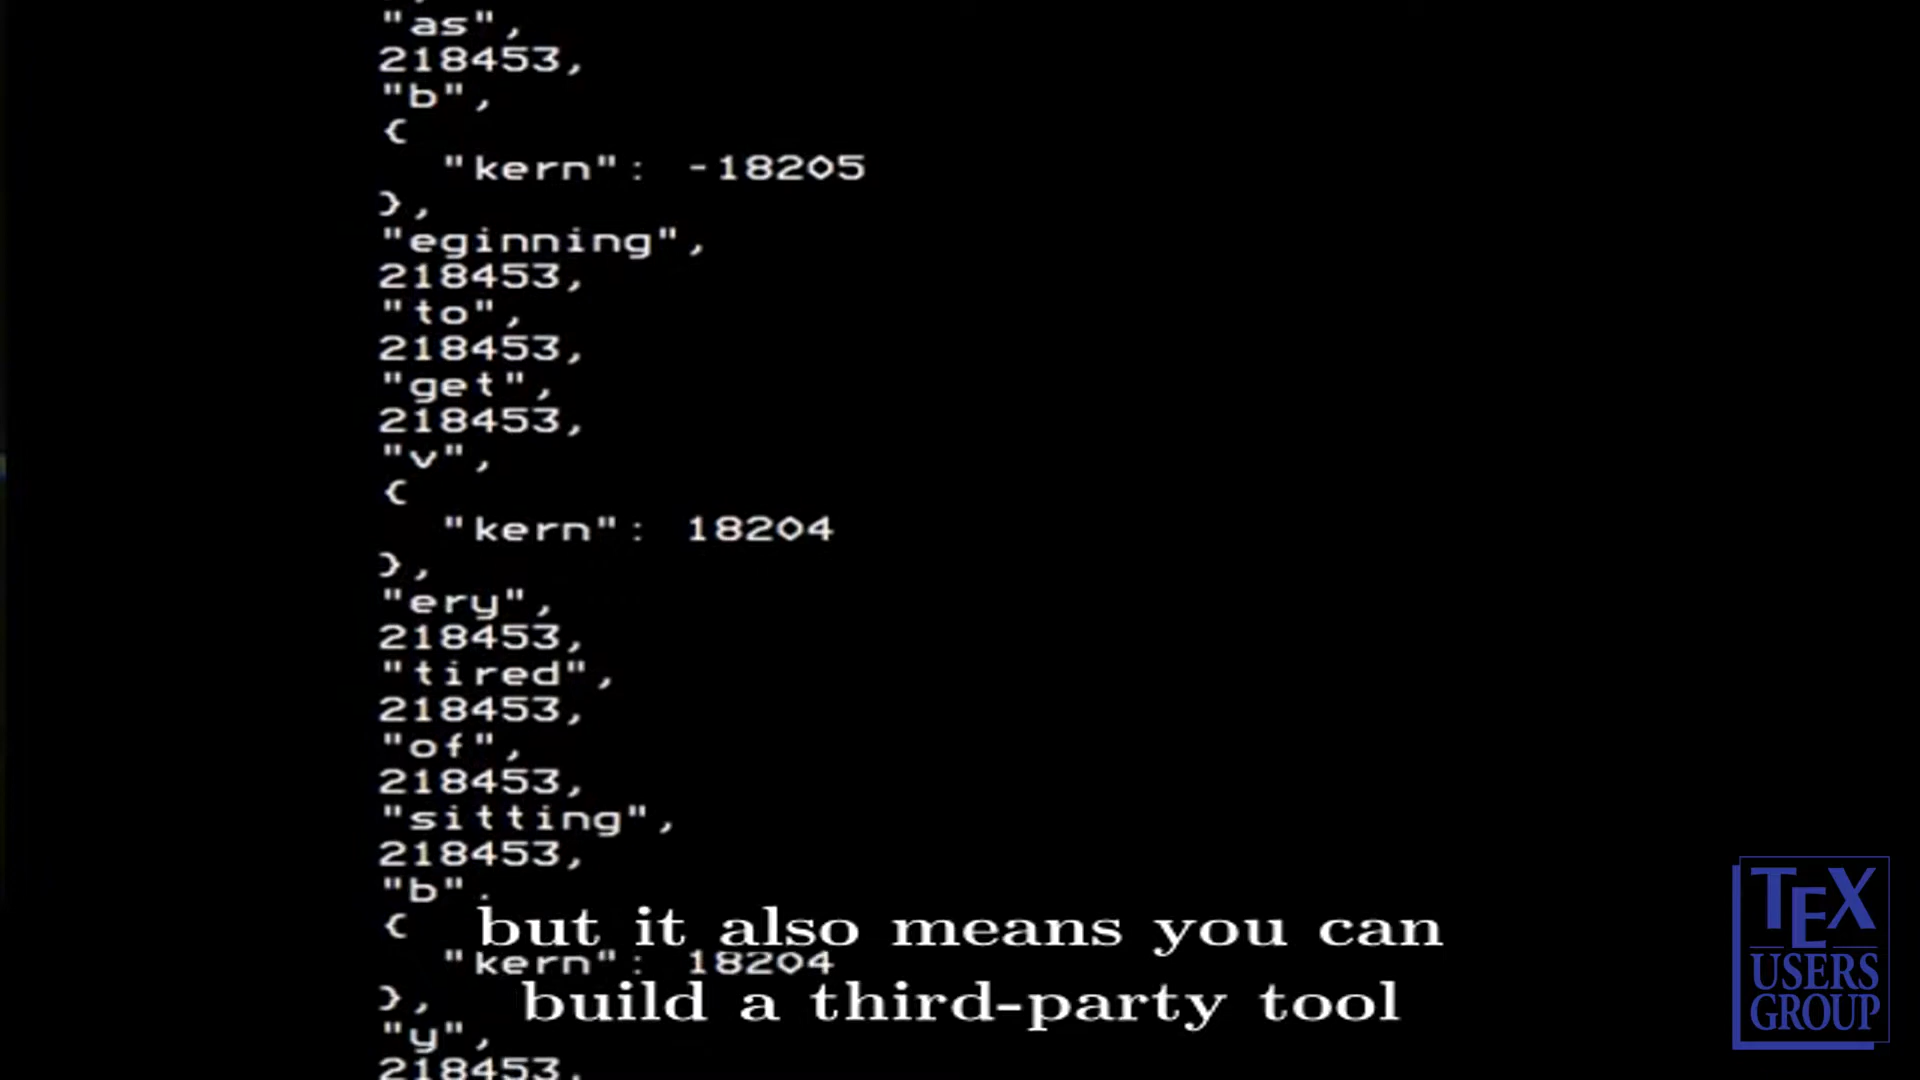 "as",
218453,
"b",
{
"kern": -18205
},
"eginning",
218453,
"to",
218453,
"get",
218453,
"v",
{
"kern": 18204
},
"ery",
218453,
"tired",
218453,
"of",
218453,
"sitting",
218453,
"b",
{
"kern": 18204
},
"y",
218453,
but it also means you can
build a third-party tool
TEX
USERS
GROUP